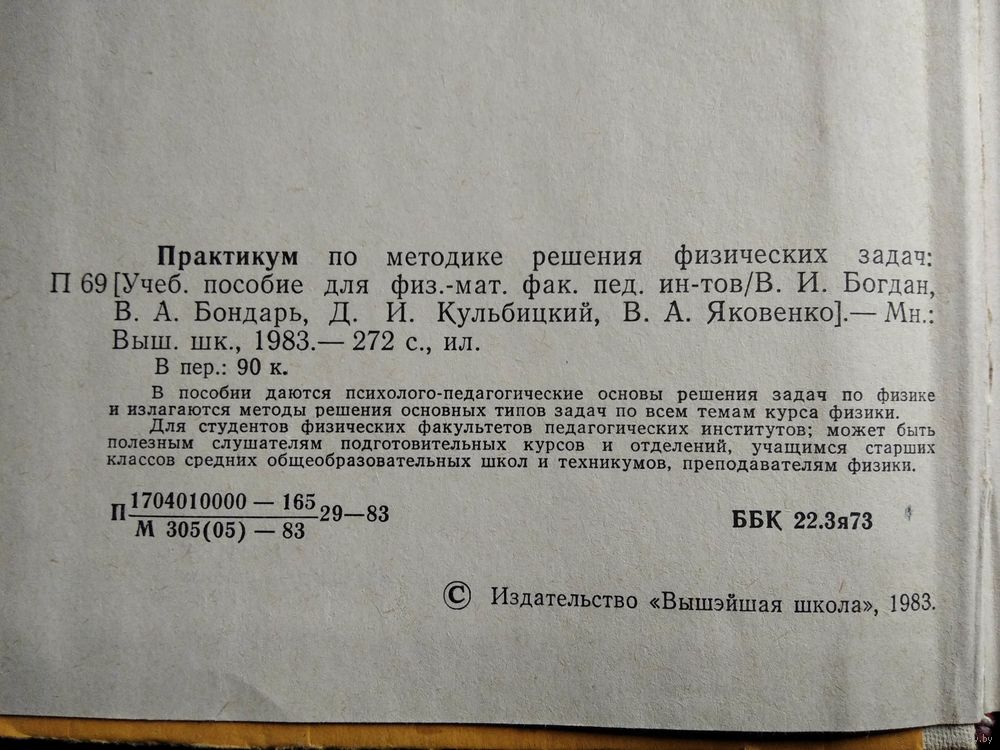 Практикум по методике решения физических задач:
П 69 [Учеб. пособие для физ.-мат. фак. пед. ин-тов/В. И. Богдан,
В. А. Бондарь, Д. И. Кульбицкий, В. А. Яковенко].— Мн.:
Выш. шк., 1983.— 272 с., ил.
В пер.: 90 к.
В пособии даются психолого-педагогические основы решения задач по физике
и излагаются методы решения основных типов задач по всем темам курса физики.
Для студентов физических факультетов педагогических институтов; может быть
полезным слушателям подготовительных курсов и отделений, учащимся старших
классов средних общеобразовательных школ и техникумов, преподавателям физики.
1704010000 — 165
П 29—83
М 305(05) — 83
ББК 22.3я73
© Издательство «Вышэйшая школа», 1983.